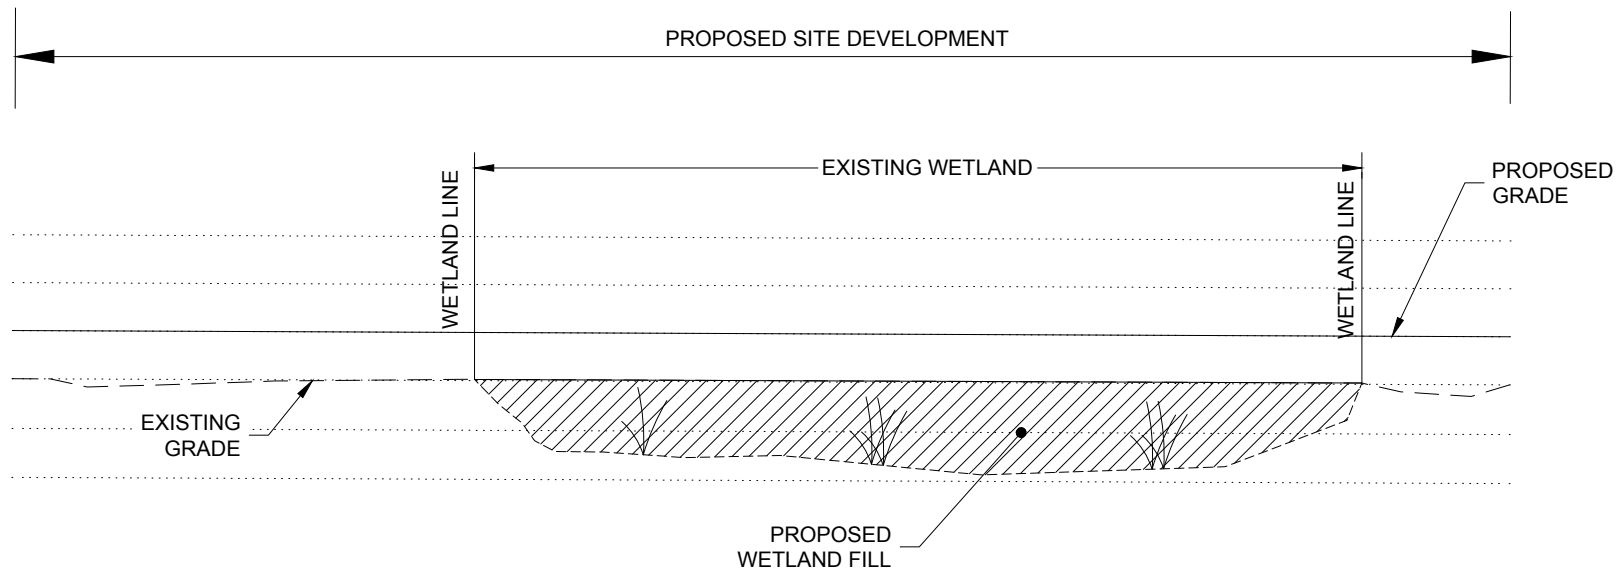 PROPOSED SITE DEVELOPMENT
EXISTING WETLAND
WETLAND LINE
WETLAND LINE
PROPOSED
GRADE
EXISTING
GRADE
PROPOSED
WETLAND FILL